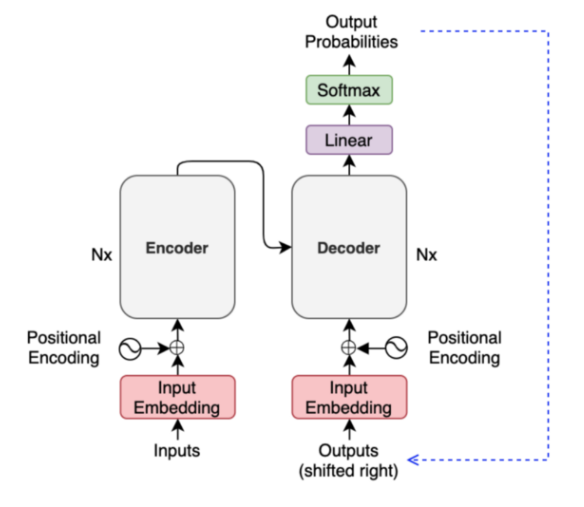 Output
Probabilities
Softmax
Linear
Encoder
Decoder
Nx
Nx
Positional
Encoding
Positional
Encoding
Input
Embedding
Input
Embedding
Inputs
Outputs
(shifted right)